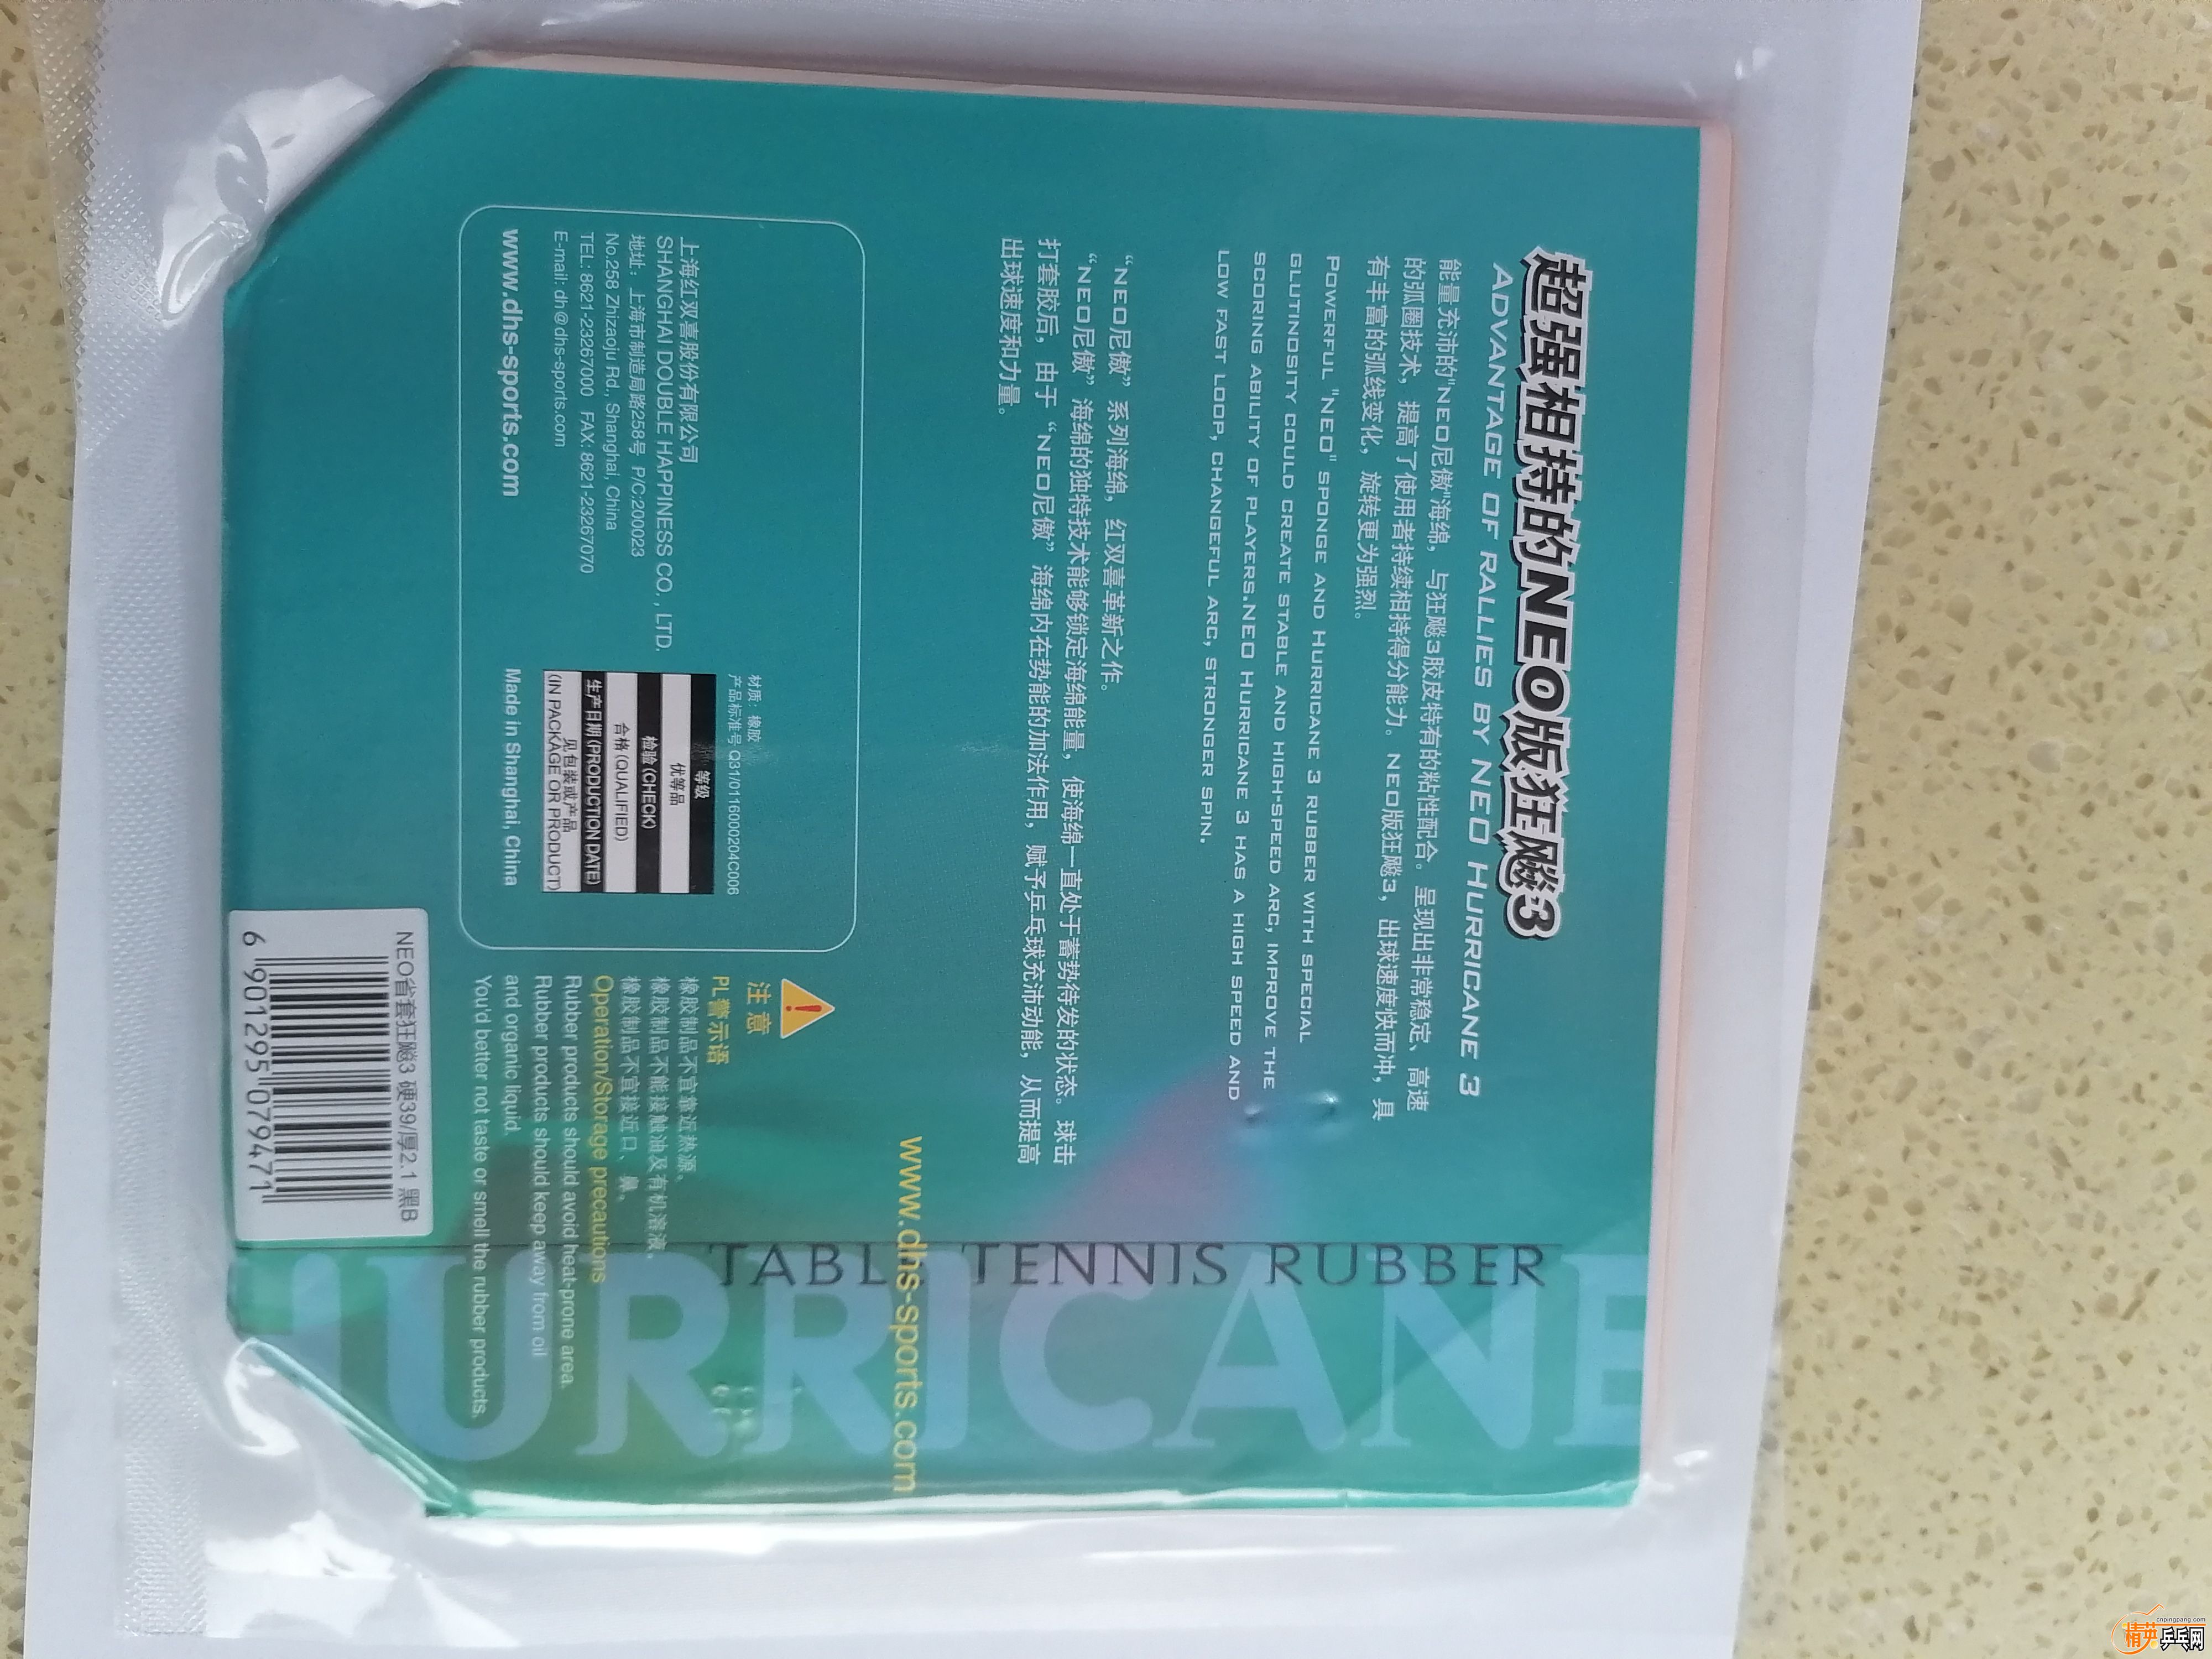 超强相持的NEO版狂飚3
ADVANTAGE OF RALLIES BY NEO HURRICANE 3
能量充沛的"NEO尼傲"海绵，与狂飚3胶皮特有的粘性配合。呈现出非常稳定、高速
的弧圈技术，提高了使用者持续相持得分能力。NEO版狂飚3，出球速度快而冲，具
有丰富的弧线变化，旋转更为强烈。
POWERFUL "NEO" SPONGE AND HURRICANE 3 RUBBER WITH SPECIAL
GLUTINOSITY COULD CREATE STABLE AND HIGH-SPEED ARC, IMPROVE THE
SCORING ABILITY OF PLAYERS.NEO HURRICANE 3 HAS A HIGH SPEED AND
LOW FAST LOOP, CHANGEFUL ARC, STRONGER SPIN.
“NEO尼傲”系列海绵，红双喜革新之作。
“NEO尼傲”海绵的独特技术能够锁定海绵能量，使海绵一直处于蓄势待发的状态。球击
打套胶后，由于“NEO尼傲”海绵内在势能的加法作用，赋予乒乓球充沛动能，从而提高
出球速度和力量。
www.dhs-sports.com
上海红双喜股份有限公司
SHANGHAI DOUBLE HAPPINESS CO., LTD.
地址：上海市制造局路258号 P/C:200023
No.258 Zhizaoju Rd., Shanghai, China
TEL: 8621-23267000 FAX: 8621-23267070
E-mail: dh@dhs-sports.com
www.dhs-sports.com
材质：橡胶
产品标准号 Q31/0116000204C006
等级
优等品
检验 (CHECK)
合格 (QUALIFIED)
生产日期 (PRODUCTION DATE)
见包装或产品
(IN PACKAGE OR PRODUCT)
Made in Shanghai, China
注意
PL警示语
橡胶制品不宜靠近热源。
橡胶制品不能接触油及有机溶液。
橡胶制品不宜接近口、鼻。
Operation/Storage precautions
Rubber products should avoid heat-prone area.
Rubber products should keep away from oil
and organic liquid.
You'd better not taste or smell the rubber products.
NEO省套狂飚3 硬39/厚2.1 黑B
6 901295 079471
TABLE TENNIS RUBBER
HURRICANE
cnpingpang.com
精英乒乓网